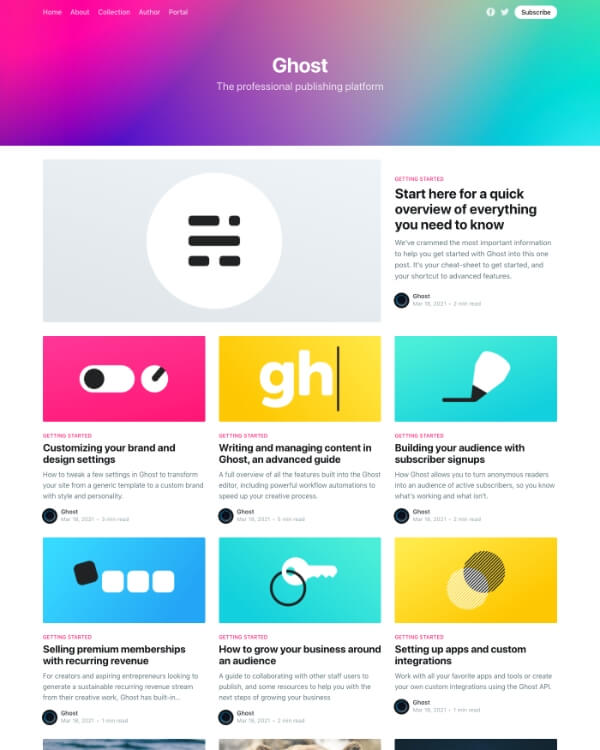 Home About Collection Author Portal
Subscribe
Ghost
The professional publishing platform
GETTING STARTED
Start here for a quick
overview of everything
you need to know
We've crammed the most important information
to help you get started with Ghost into this one
post. It's your cheat-sheet to get started, and
your shortcut to advanced features.
Ghost
Mar 18, 2021 • 2 min read
gh
GETTING STARTED
Customizing your brand and
design settings
How to tweak a few settings in Ghost to transform
your site from a generic template to a custom brand
with style and personality.
Ghost
Mar 18, 2021 • 3 min read
GETTING STARTED
Writing and managing content in
Ghost, an advanced guide
A full overview of all the features built into the Ghost
editor, including powerful workflow automations to
speed up your creative process.
Ghost
Mar 18, 2021 • 5 min read
GETTING STARTED
Building your audience with
subscriber signups
How Ghost allows you to turn anonymous readers
into an audience of active subscribers, so you know
what's working and what isn't.
Ghost
Mar 18, 2021 • 2 min read
GETTING STARTED
Selling premium memberships
with recurring revenue
For creators and aspiring entrepreneurs looking to
generate a sustainable recurring revenue stream
from their creative work, Ghost has built-in...
Ghost
Mar 18, 2021 • 1 min read
GETTING STARTED
How to grow your business around
an audience
A guide to collaborating with other staff users to
publish, and some resources to help you with the
next steps of growing your business
Ghost
Mar 18, 2021 • 2 min read
GETTING STARTED
Setting up apps and custom
integrations
Work with all your favorite apps and tools or create
your own custom integrations using the Ghost API.
Ghost
Mar 18, 2021 • 1 min read